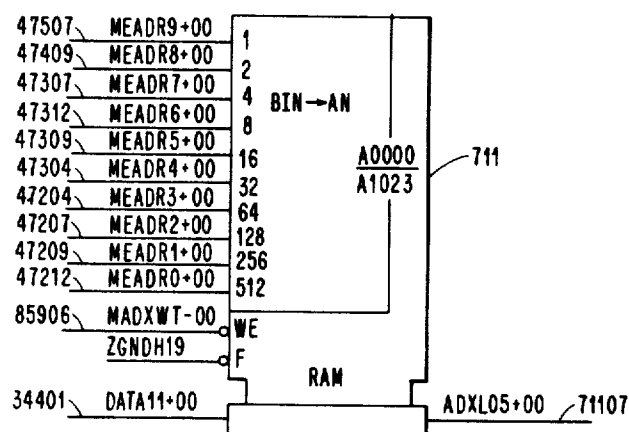 47507 MEADR9+00 1
47409 MEADR8+00 2
47307 MEADR7+00 4
BIN→AN
47312 MEADR6+00 8
47309 MEADR5+00 16
A0000 711
47304 MEADR4+00 32
A1023
47204 MEADR3+00 64
47207 MEADR2+00 128
47209 MEADR1+00 256
47212 MEADR0+00 512
85906 MADXWT-00 WE
ZGNDH19 F
RAM
34401 DATA11+00 ADXL05+00 71107